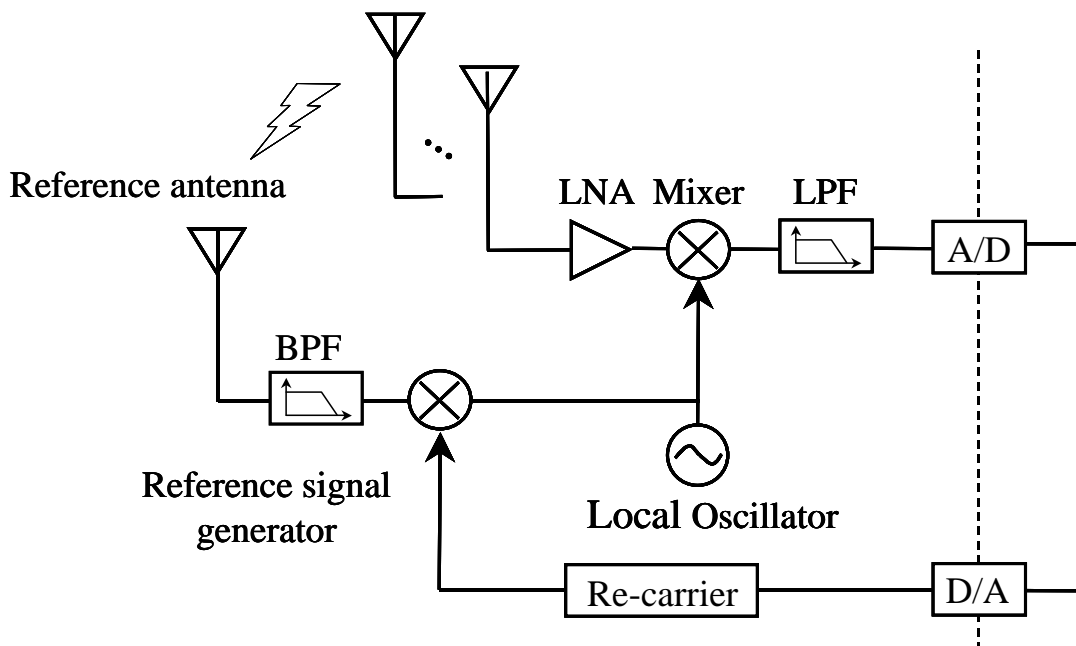 Reference antenna
LNA Mixer LPF
A/D
BPF
Reference signal
generator
Local Oscillator
Re-carrier
D/A